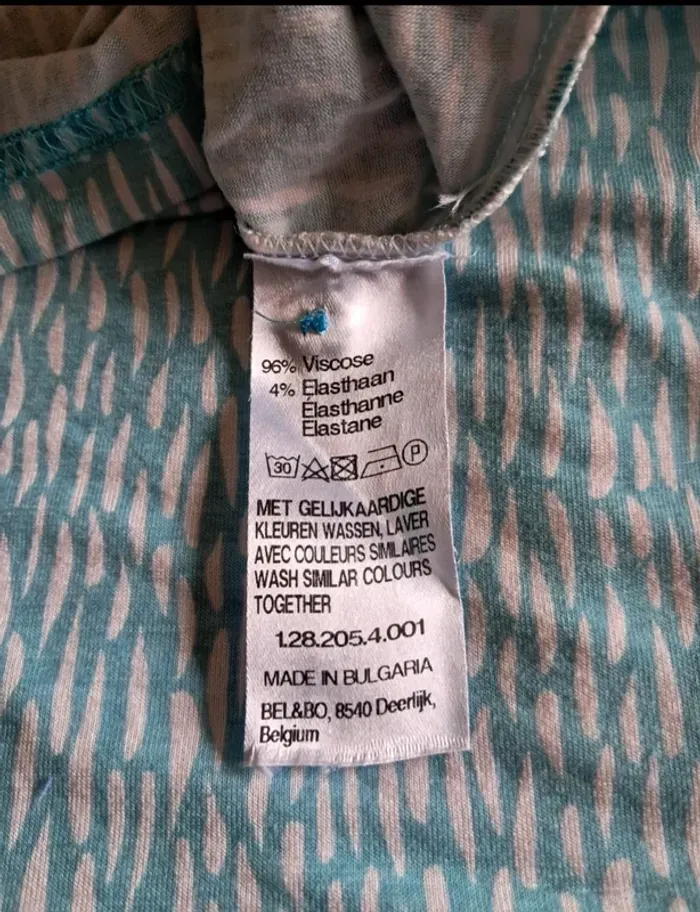 96% Viscose
4% Elasthaan
Élasthanne
Elastane
30 P
MET GELIJKAARDIGE
KLEUREN WASSEN, LAVER
AVEC COULEURS SIMILAIRES
WASH SIMILAR COLOURS
TOGETHER
1.28.205.4.001
MADE IN BULGARIA
BEL&BO, 8540 Deerlijk,
Belgium